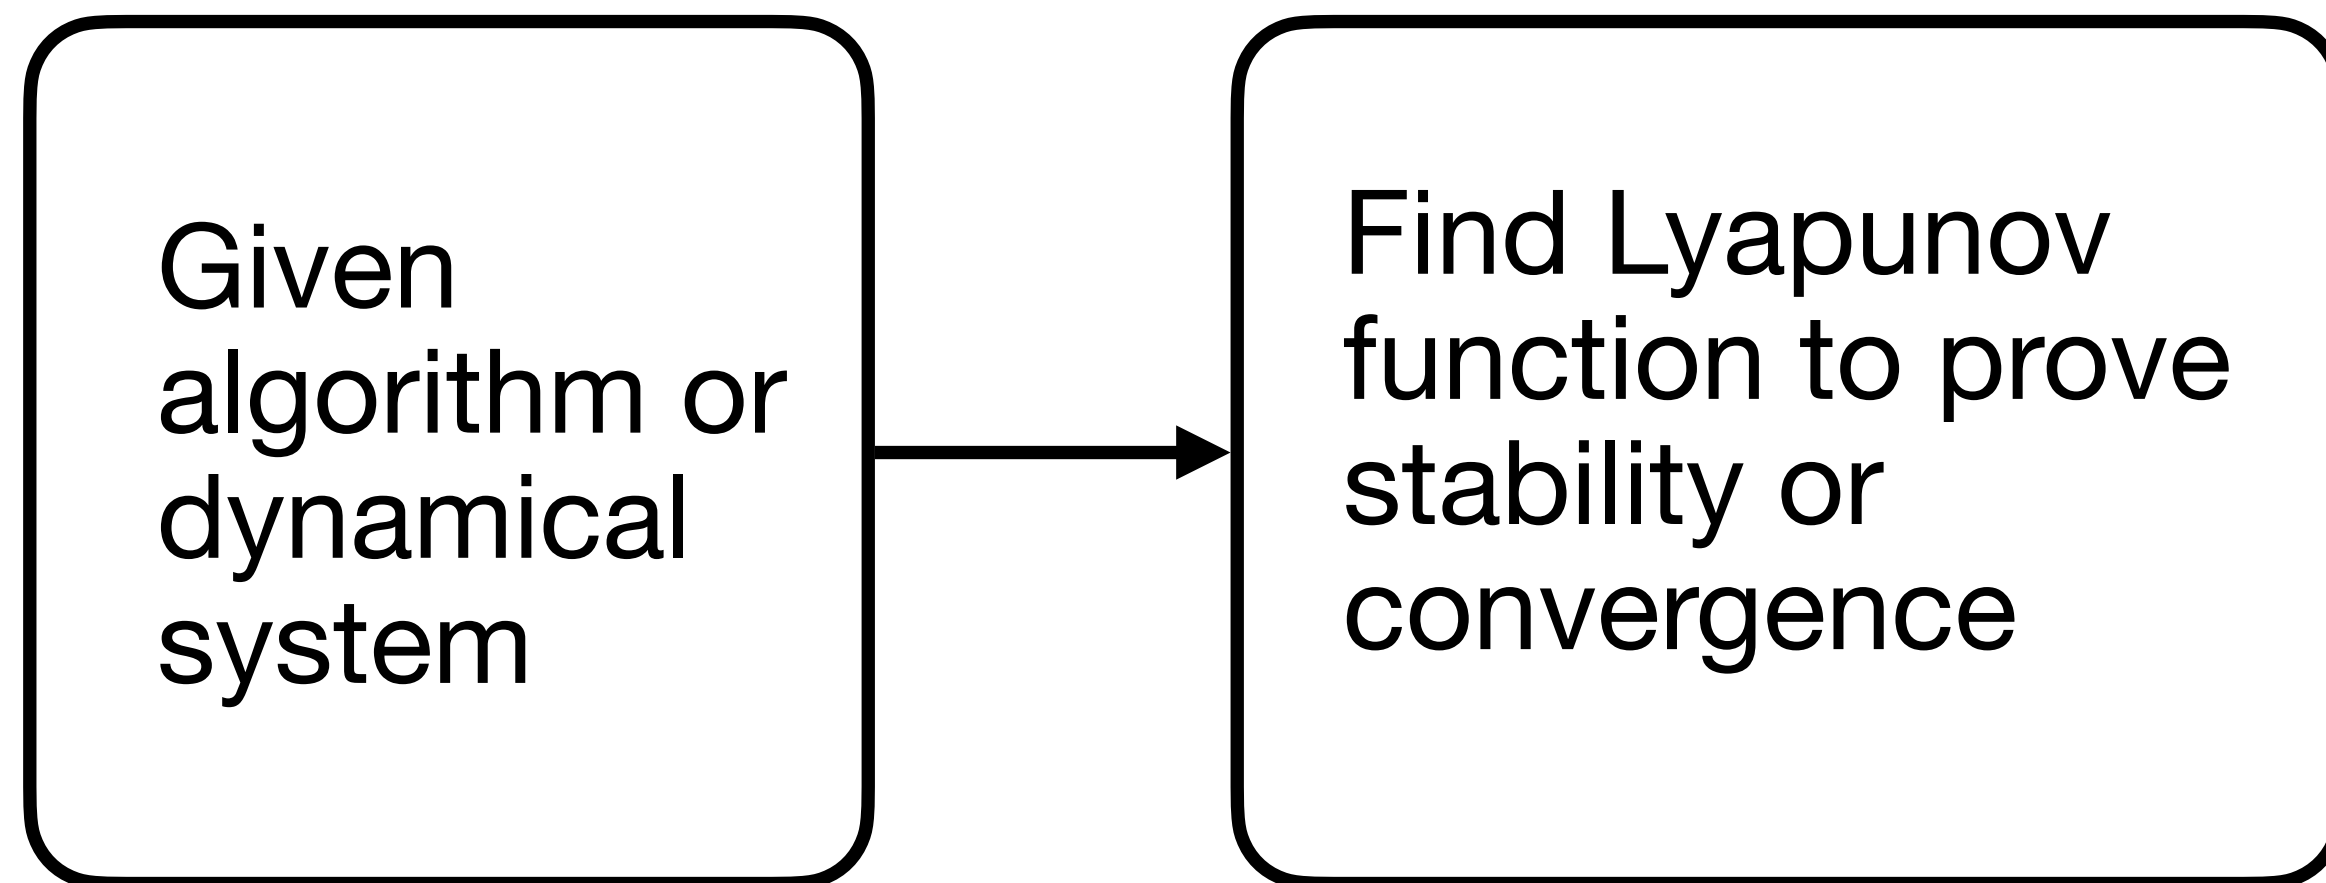 Given
algorithm or
dynamical
system
Find Lyapunov
function to prove
stability or
convergence